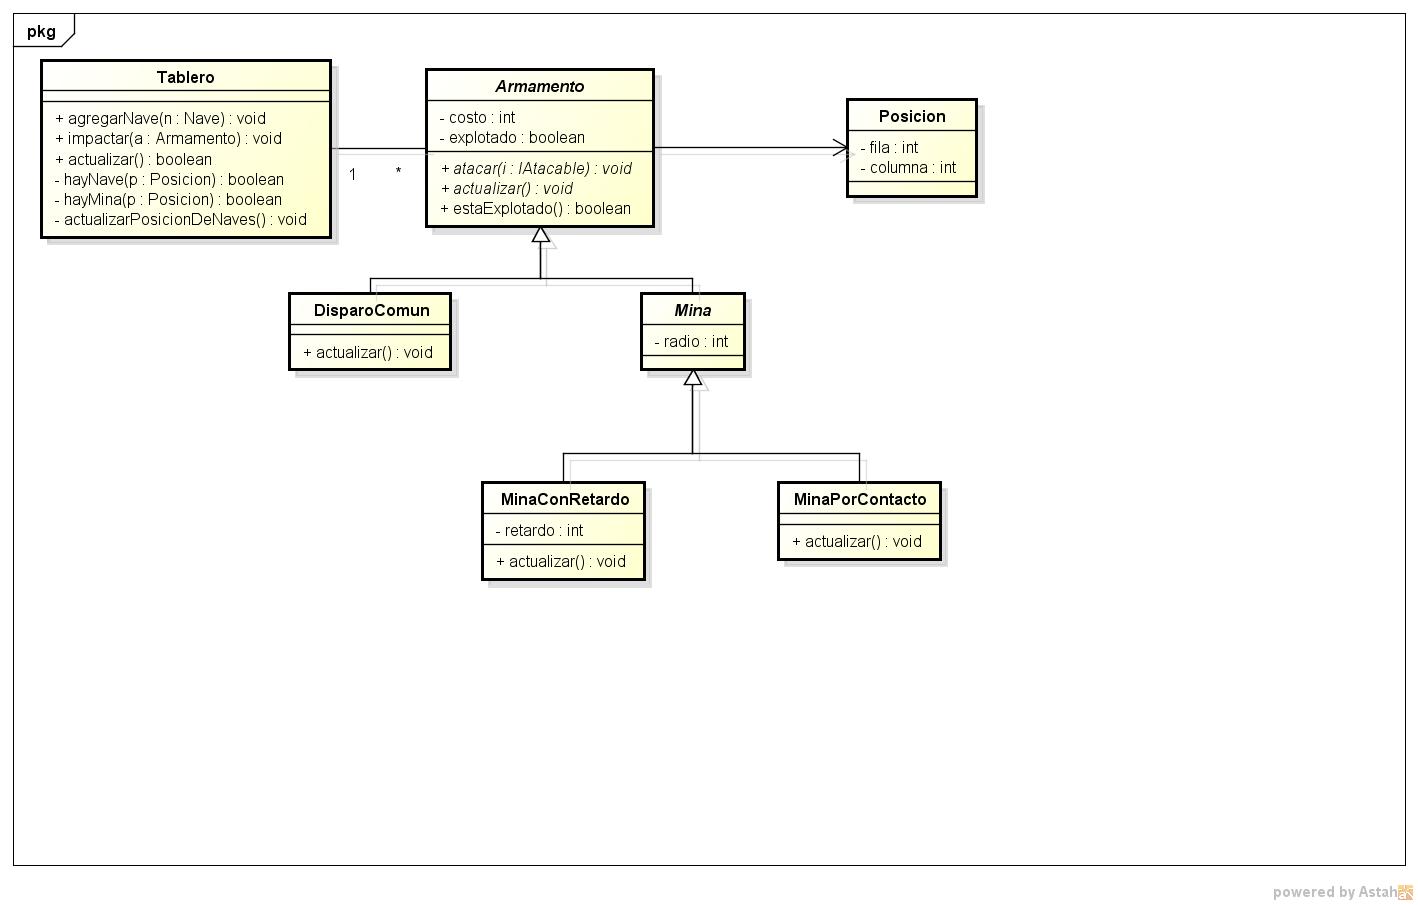 pkg
Tablero
+ agregarNave(n : Nave) : void
+ impactar(a : Armamento) : void
+ actualizar() : boolean
- hayNave(p : Posicion) : boolean
- hayMina(p : Posicion) : boolean
- actualizarPosicionDeNaves() : void
1
*
Armamento
- costo : int
- explotado : boolean
+ atacar(i : IAtacable) : void
+ actualizar() : void
+ estaExplotado() : boolean
Posicion
- fila : int
- columna : int
DisparoComun
+ actualizar() : void
Mina
- radio : int
MinaConRetardo
- retardo : int
+ actualizar() : void
MinaPorContacto
+ actualizar() : void
powered by Astah